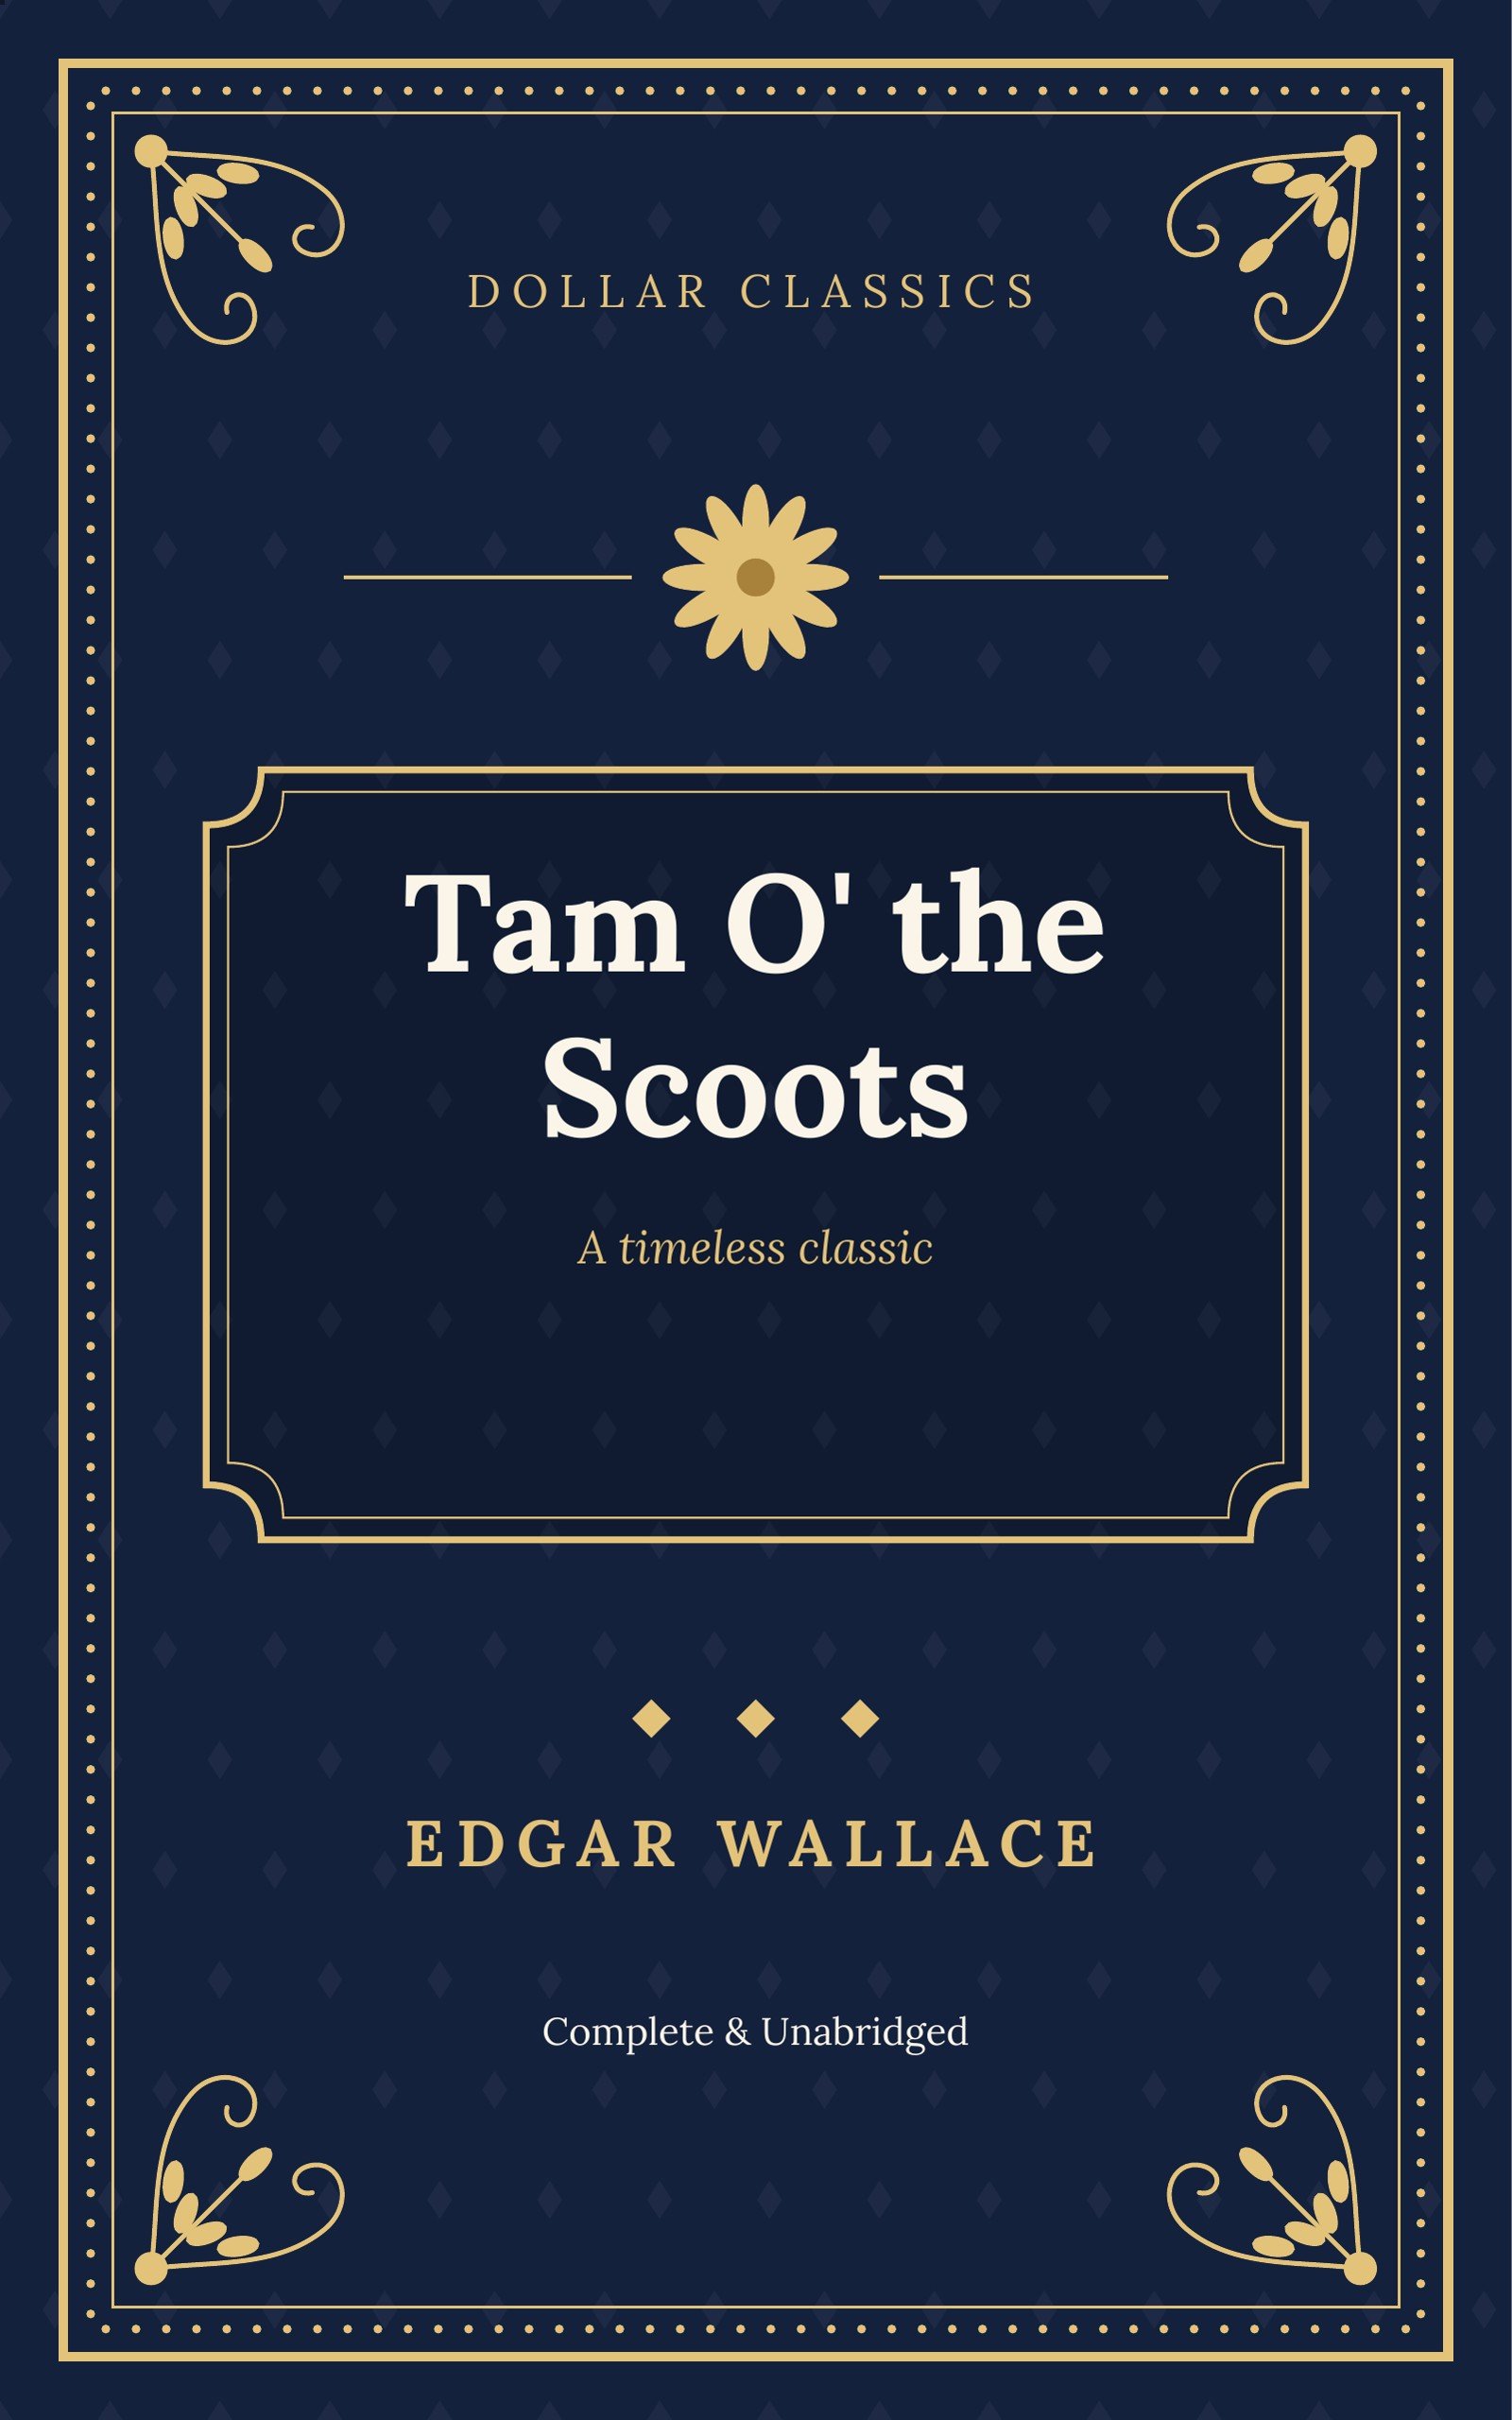 DOLLAR CLASSICS
Tam O' the
Scoots
A timeless classic
EDGAR WALLACE
Complete & Unabridged